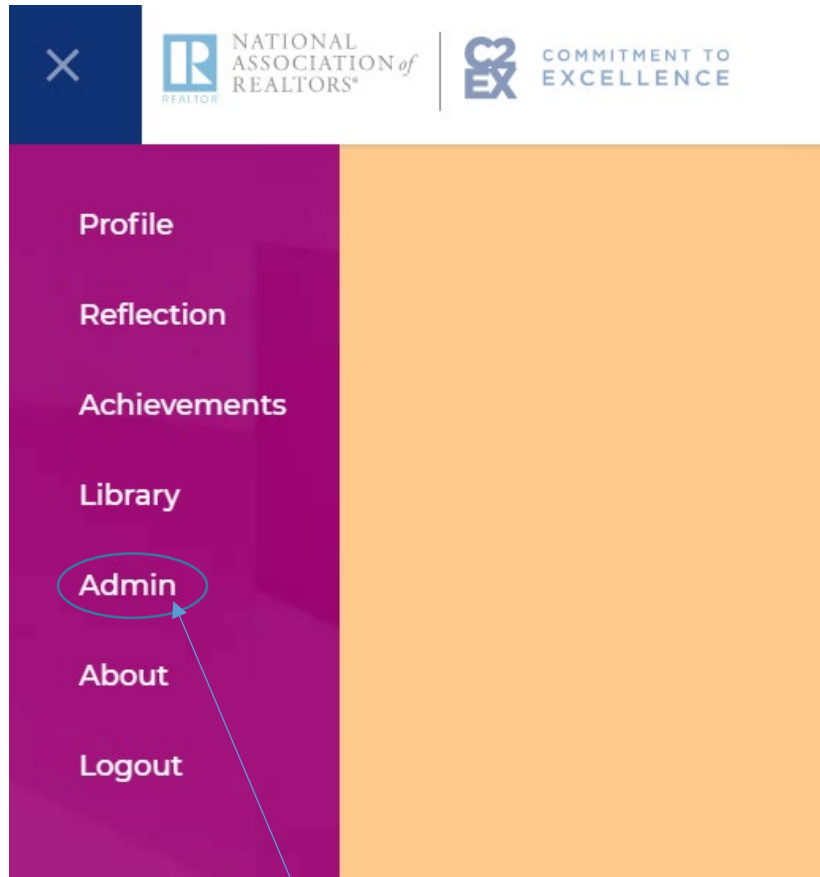 NATIONAL
ASSOCIATION of
REALTORS®
REALTOR
C2
EX
COMMITMENT TO
EXCELLENCE
Profile
Reflection
Achievements
Library
Admin
About
Logout